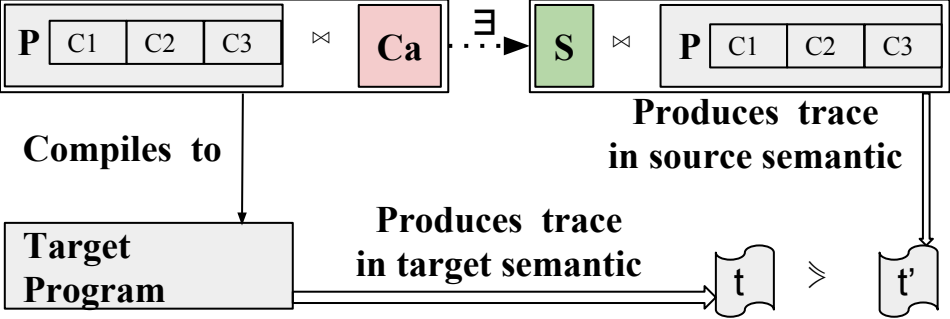 P C1 C2 C3 ⋈ Ca ∃ S ⋈ P C1 C2 C3
Compiles to
Produces trace
in source semantic
Target
Program
Produces trace
in target semantic
t ≽ t'